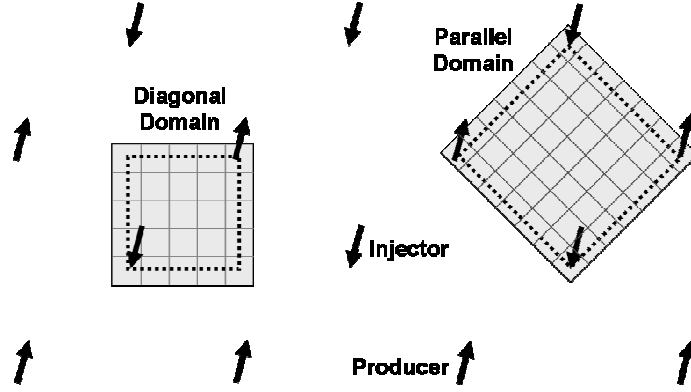 Parallel
Domain
Diagonal
Domain
Injector
Producer